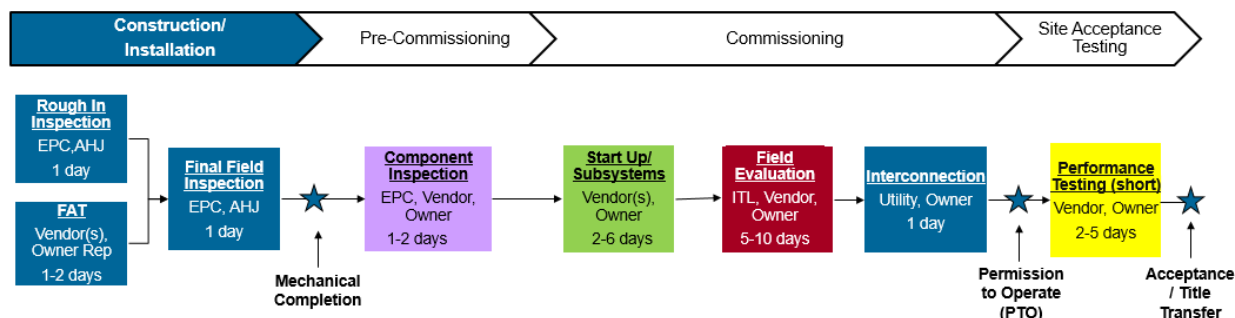 Construction/
Installation
Pre-Commissioning
Commissioning
Site Acceptance
Testing
Rough In
Inspection
EPC,AHJ
1 day
FAT
Vendor(s),
Owner Rep
1-2 days
Final Field
Inspection
EPC, AHJ
1 day
Mechanical
Completion
Component
Inspection
EPC, Vendor,
Owner
1-2 days
Start Up/
Subsystems
Vendor(s),
Owner
2-6 days
Field
Evaluation
ITL, Vendor,
Owner
5-10 days
Interconnection
Utility, Owner
1 day
Permission
to Operate
(PTO)
Performance
Testing (short)
Vendor, Owner
2-5 days
Acceptance
/ Title
Transfer